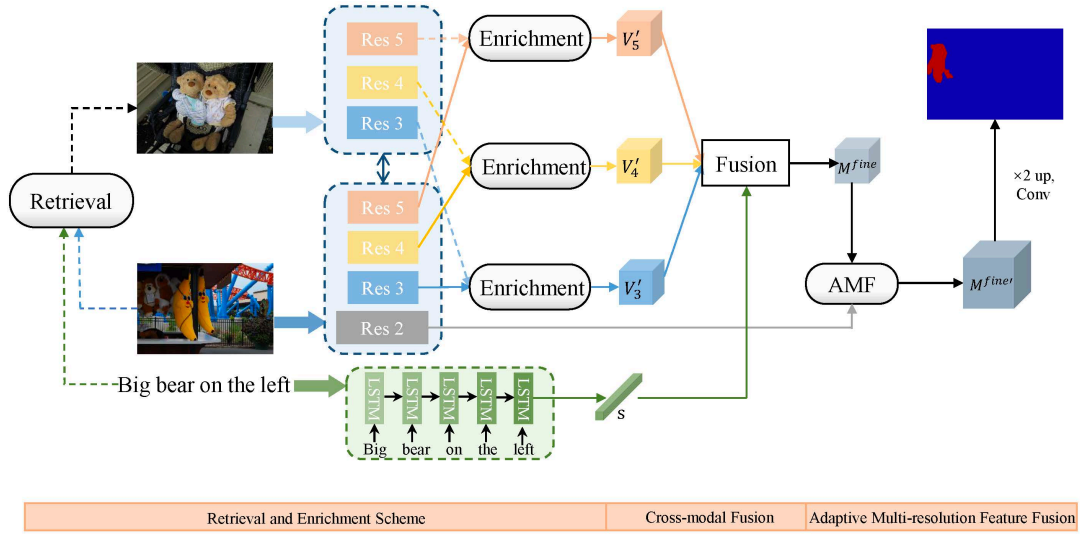 Res 5
Res 4
Res 3
Enrichment
V′5
Retrieval
Enrichment
V′4
Fusion
M^fine
×2 up,
Conv
Res 5
Res 4
Res 3
Res 2
Enrichment
V′3
AMF
M^fine′
Big bear on the left
LSTM
LSTM
LSTM
LSTM
LSTM
Big
bear
on
the
left
s
Retrieval and Enrichment Scheme
Cross-modal Fusion
Adaptive Multi-resolution Feature Fusion